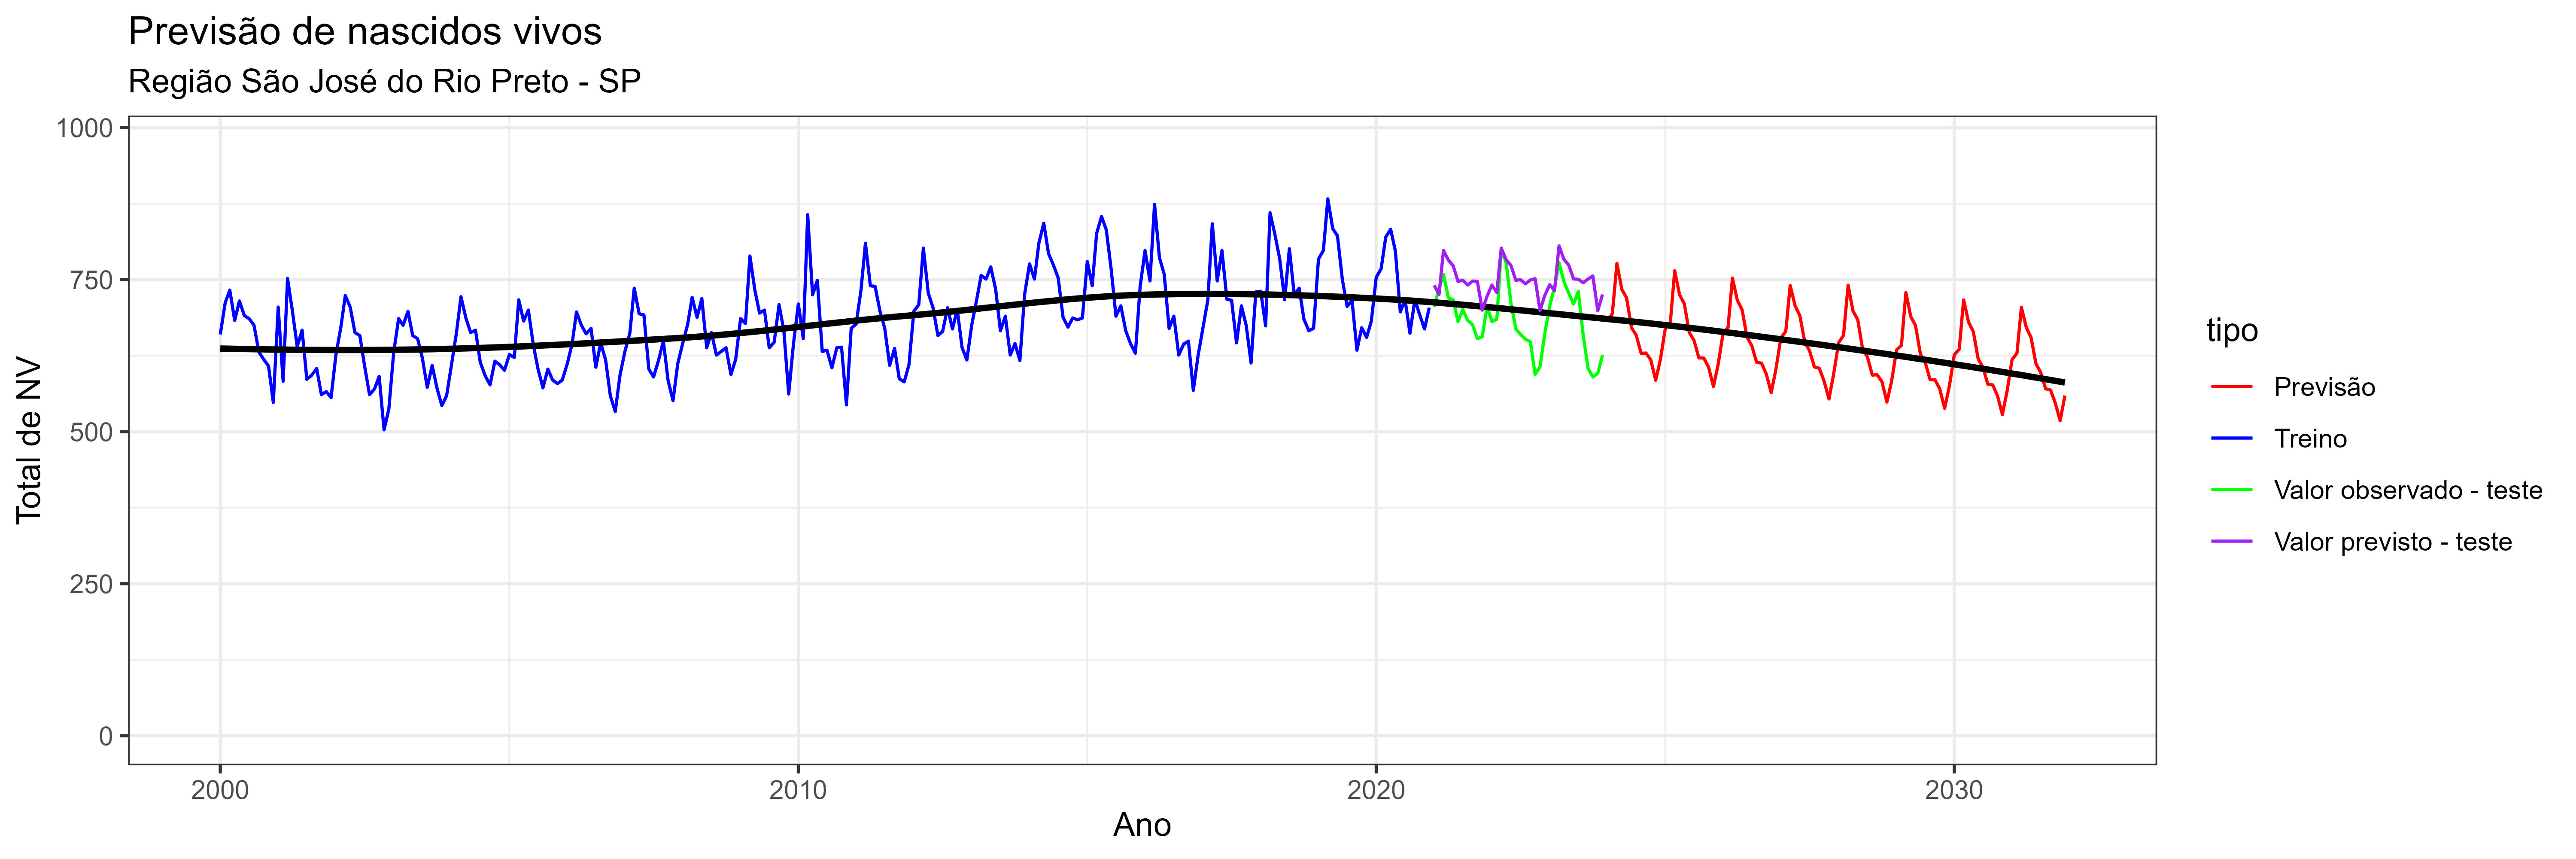 Previsão de nascidos vivos
Região São José do Rio Preto - SP
1000
750
500
250
0
Total de NV
2000
2010
2020
2030
Ano
tipo
Previsão
Treino
Valor observado - teste
Valor previsto - teste